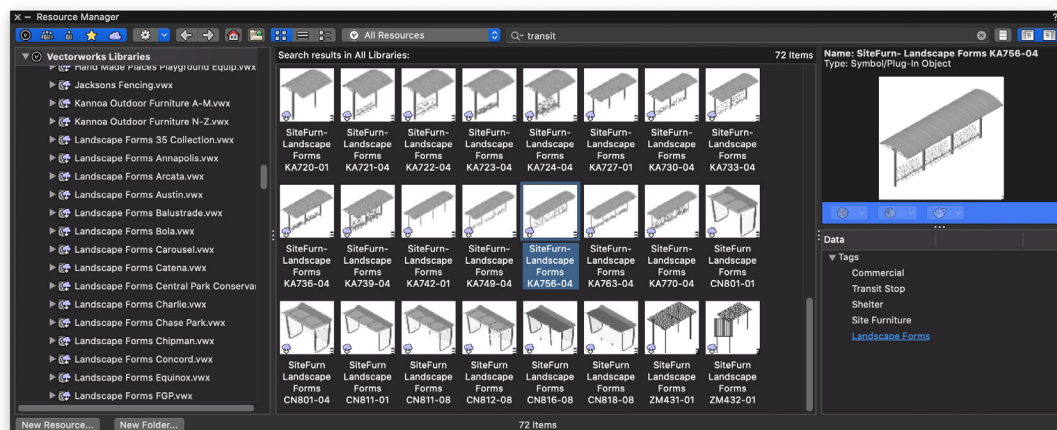 Resource Manager
All Resources
transit
Vectorworks Libraries
Hand Made Places Playground Equip.vwx
Jacksons Fencing.vwx
Kannoa Outdoor Furniture A-M.vwx
Kannoa Outdoor Furniture N-Z.vwx
Landscape Forms 35 Collection.vwx
Landscape Forms Annapolis.vwx
Landscape Forms Arcata.vwx
Landscape Forms Austin.vwx
Landscape Forms Balustrade.vwx
Landscape Forms Bola.vwx
Landscape Forms Carousel.vwx
Landscape Forms Catena.vwx
Landscape Forms Central Park Conservan
Landscape Forms Charlie.vwx
Landscape Forms Chase Park.vwx
Landscape Forms Chipman.vwx
Landscape Forms Concord.vwx
Landscape Forms Equinox.vwx
Landscape Forms FGP.vwx
New Resource... New Folder...
Search results in All Libraries: 72 Items
SiteFurn- SiteFurn- SiteFurn- SiteFurn- SiteFurn- SiteFurn- SiteFurn- SiteFurn-
Landscape Landscape Landscape Landscape Landscape Landscape Landscape Landscape
Forms Forms Forms Forms Forms Forms Forms Forms
KA720-01 KA721-04 KA722-04 KA723-04 KA724-04 KA727-01 KA730-04 KA733-04
SiteFurn- SiteFurn- SiteFurn- SiteFurn- SiteFurn- SiteFurn- SiteFurn- SiteFurn
Landscape Landscape Landscape Landscape Landscape Landscape Landscape Landscape
Forms Forms Forms Forms Forms Forms Forms Forms
KA736-04 KA739-04 KA742-01 KA749-04 KA756-04 KA763-04 KA770-04 CN801-01
SiteFurn SiteFurn SiteFurn SiteFurn SiteFurn SiteFurn SiteFurn SiteFurn
Landscape Landscape Landscape Landscape Landscape Landscape Landscape Landscape
Forms Forms Forms Forms Forms Forms Forms Forms
CN801-04 CN811-01 CN811-08 CN812-08 CN816-08 CN818-08 ZM431-01 ZM432-01
72 Items
Name: SiteFurn- Landscape Forms KA756-04
Type: Symbol/Plug-In Object
Data
Tags
Commercial
Transit Stop
Shelter
Site Furniture
Landscape Forms